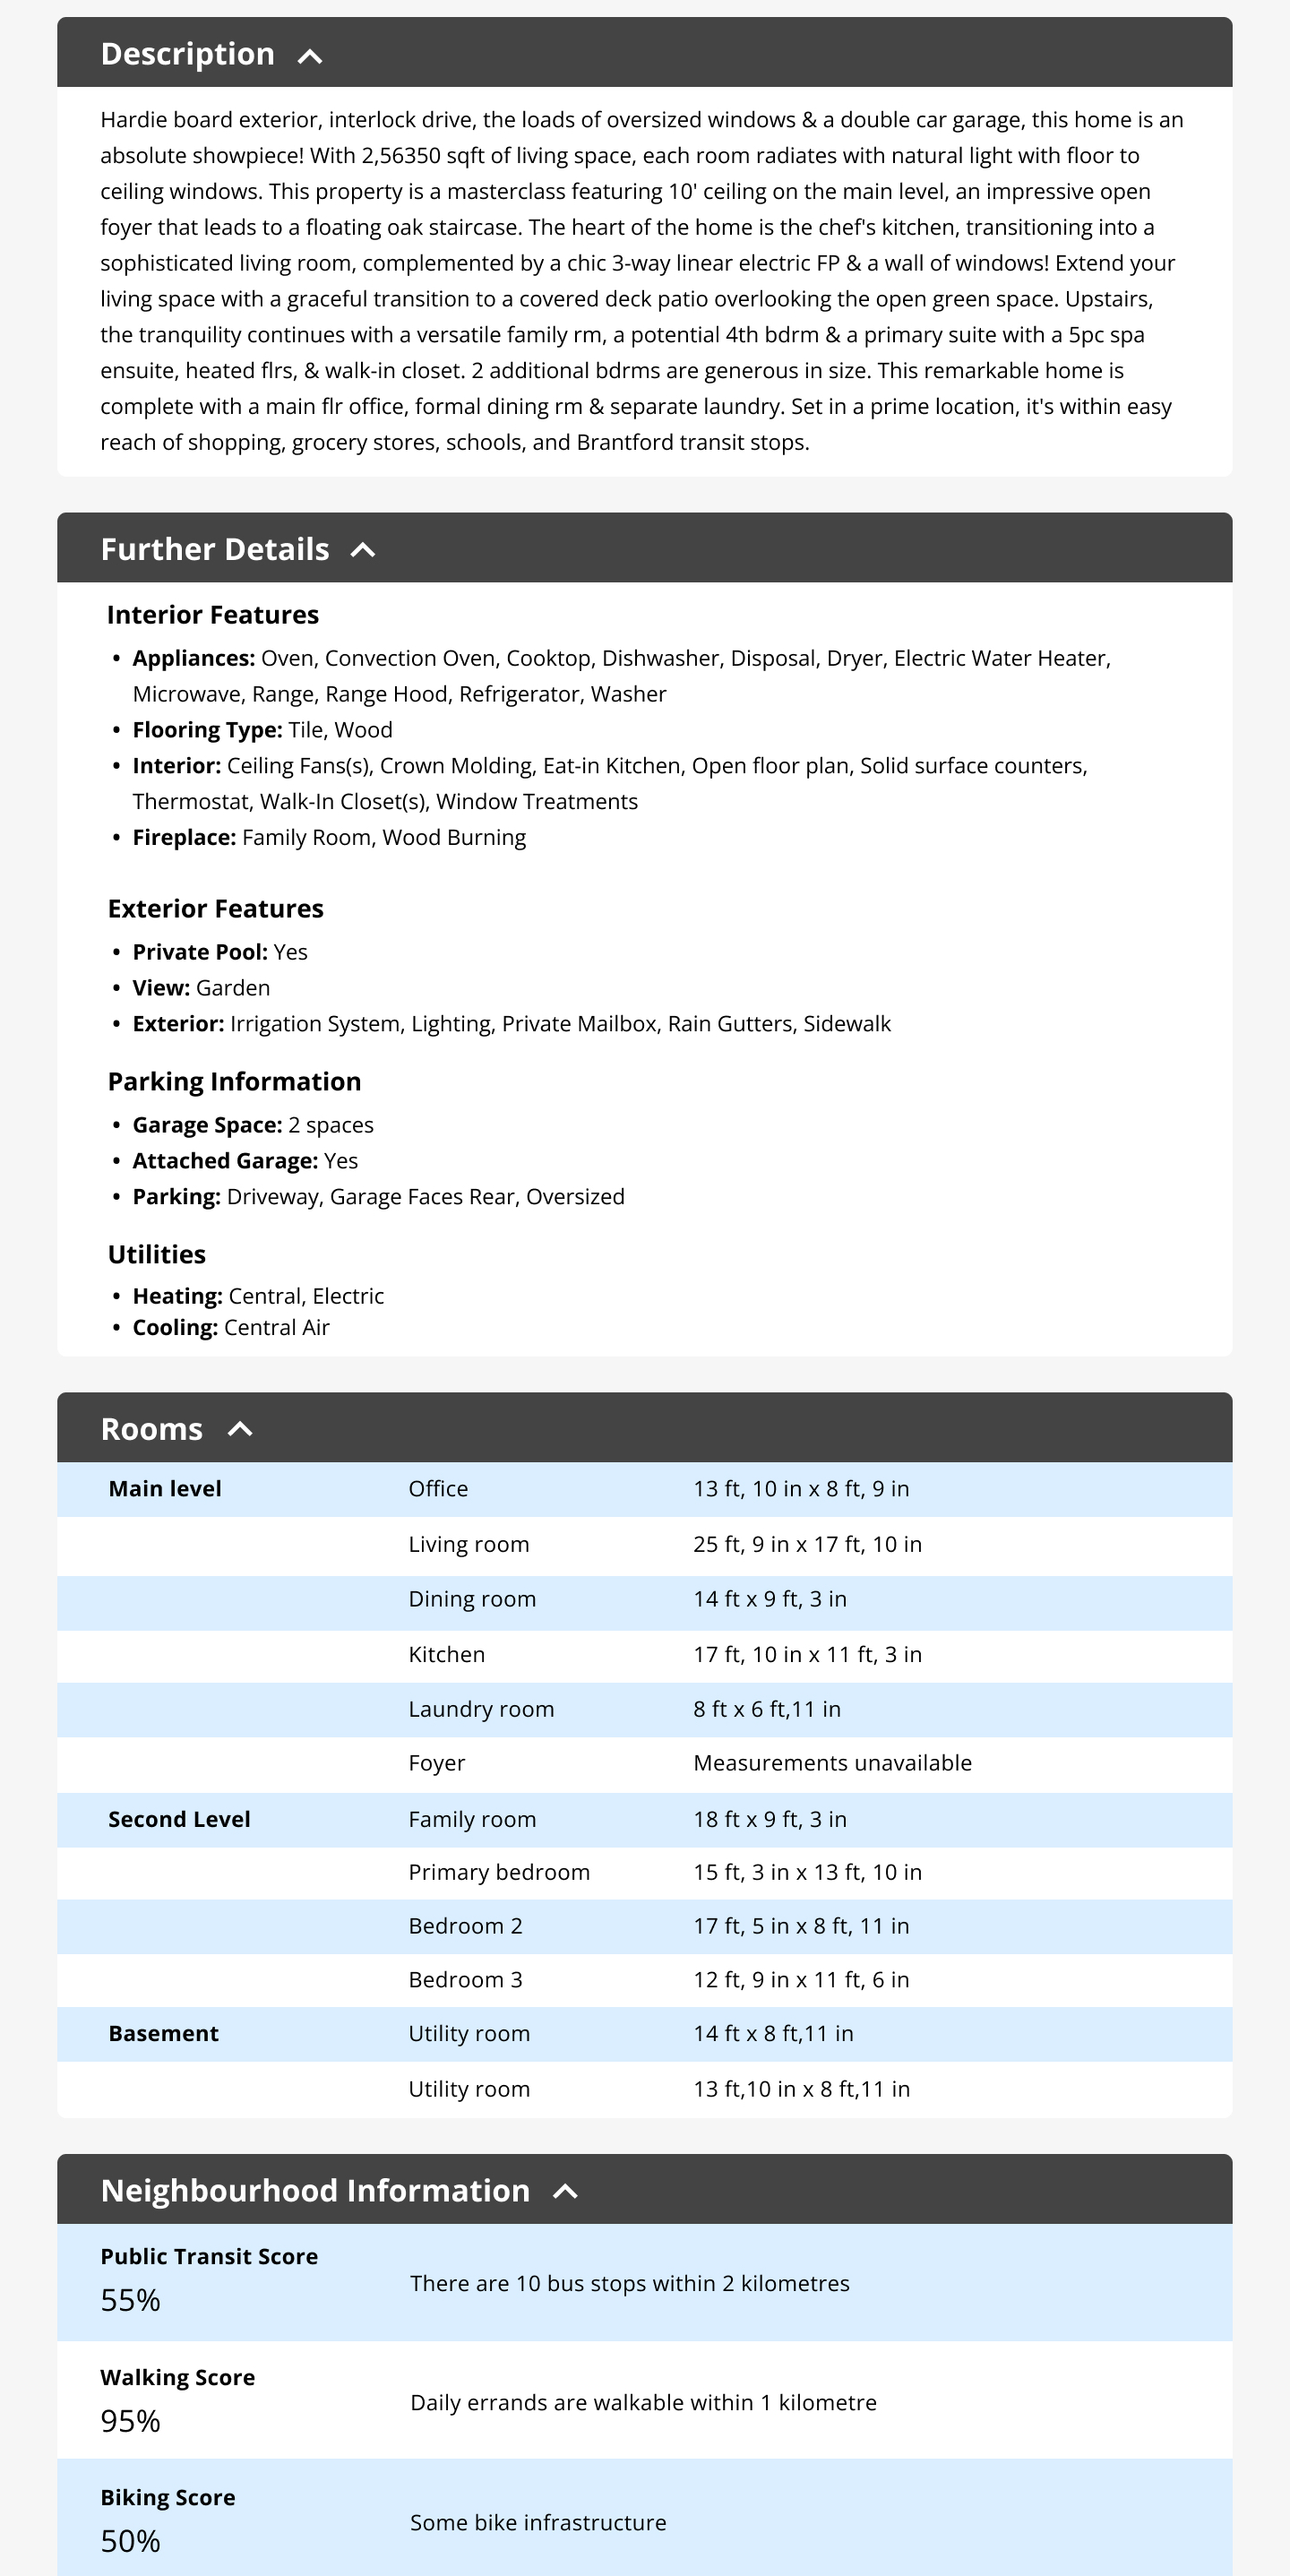 Description
Hardie board exterior, interlock drive, the loads of oversized windows & a double car garage, this home is an
absolute showpiece! With 2,56350 sqft of living space, each room radiates with natural light with floor to
ceiling windows. This property is a masterclass featuring 10' ceiling on the main level, an impressive open
foyer that leads to a floating oak staircase. The heart of the home is the chef's kitchen, transitioning into a
sophisticated living room, complemented by a chic 3-way linear electric FP & a wall of windows! Extend your
living space with a graceful transition to a covered deck patio overlooking the open green space. Upstairs,
the tranquility continues with a versatile family rm, a potential 4th bdrm & a primary suite with a 5pc spa
ensuite, heated flrs, & walk-in closet. 2 additional bdrms are generous in size. This remarkable home is
complete with a main flr office, formal dining rm & separate laundry. Set in a prime location, it's within easy
reach of shopping, grocery stores, schools, and Brantford transit stops.
Further Details
Interior Features
• Appliances: Oven, Convection Oven, Cooktop, Dishwasher, Disposal, Dryer, Electric Water Heater,
Microwave, Range, Range Hood, Refrigerator, Washer
• Flooring Type: Tile, Wood
• Interior: Ceiling Fans(s), Crown Molding, Eat-in Kitchen, Open floor plan, Solid surface counters,
Thermostat, Walk-In Closet(s), Window Treatments
• Fireplace: Family Room, Wood Burning
Exterior Features
• Private Pool: Yes
• View: Garden
• Exterior: Irrigation System, Lighting, Private Mailbox, Rain Gutters, Sidewalk
Parking Information
• Garage Space: 2 spaces
• Attached Garage: Yes
• Parking: Driveway, Garage Faces Rear, Oversized
Utilities
• Heating: Central, Electric
• Cooling: Central Air
Rooms
Main level Office 13 ft, 10 in x 8 ft, 9 in
Living room 25 ft, 9 in x 17 ft, 10 in
Dining room 14 ft x 9 ft, 3 in
Kitchen 17 ft, 10 in x 11 ft, 3 in
Laundry room 8 ft x 6 ft,11 in
Foyer Measurements unavailable
Second Level Family room 18 ft x 9 ft, 3 in
Primary bedroom 15 ft, 3 in x 13 ft, 10 in
Bedroom 2 17 ft, 5 in x 8 ft, 11 in
Bedroom 3 12 ft, 9 in x 11 ft, 6 in
Basement Utility room 14 ft x 8 ft,11 in
Utility room 13 ft,10 in x 8 ft,11 in
Neighbourhood Information
Public Transit Score
55%
There are 10 bus stops within 2 kilometres
Walking Score
95%
Daily errands are walkable within 1 kilometre
Biking Score
50%
Some bike infrastructure